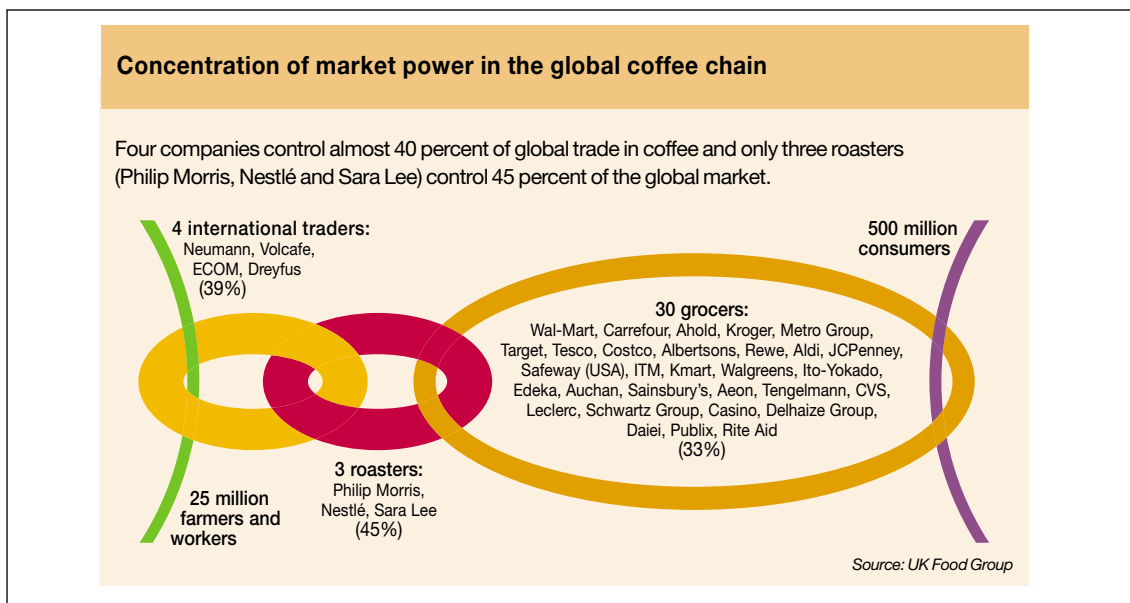 Concentration of market power in the global coffee chain
Four companies control almost 40 percent of global trade in coffee and only three roasters
(Philip Morris, Nestlé and Sara Lee) control 45 percent of the global market.
4 international traders:
Neumann, Volcafe,
ECOM, Dreyfus
(39%)
500 million
consumers
30 grocers:
Wal-Mart, Carrefour, Ahold, Kroger, Metro Group,
Target, Tesco, Costco, Albertsons, Rewe, Aldi, JCPenney,
Safeway (USA), ITM, Kmart, Walgreens, Ito-Yokado,
Edeka, Auchan, Sainsbury's, Aeon, Tengelmann, CVS,
Leclerc, Schwartz Group, Casino, Delhaize Group,
Daiei, Publix, Rite Aid
(33%)
3 roasters:
Philip Morris,
Nestlé, Sara Lee
(45%)
25 million
farmers and
workers
Source: UK Food Group